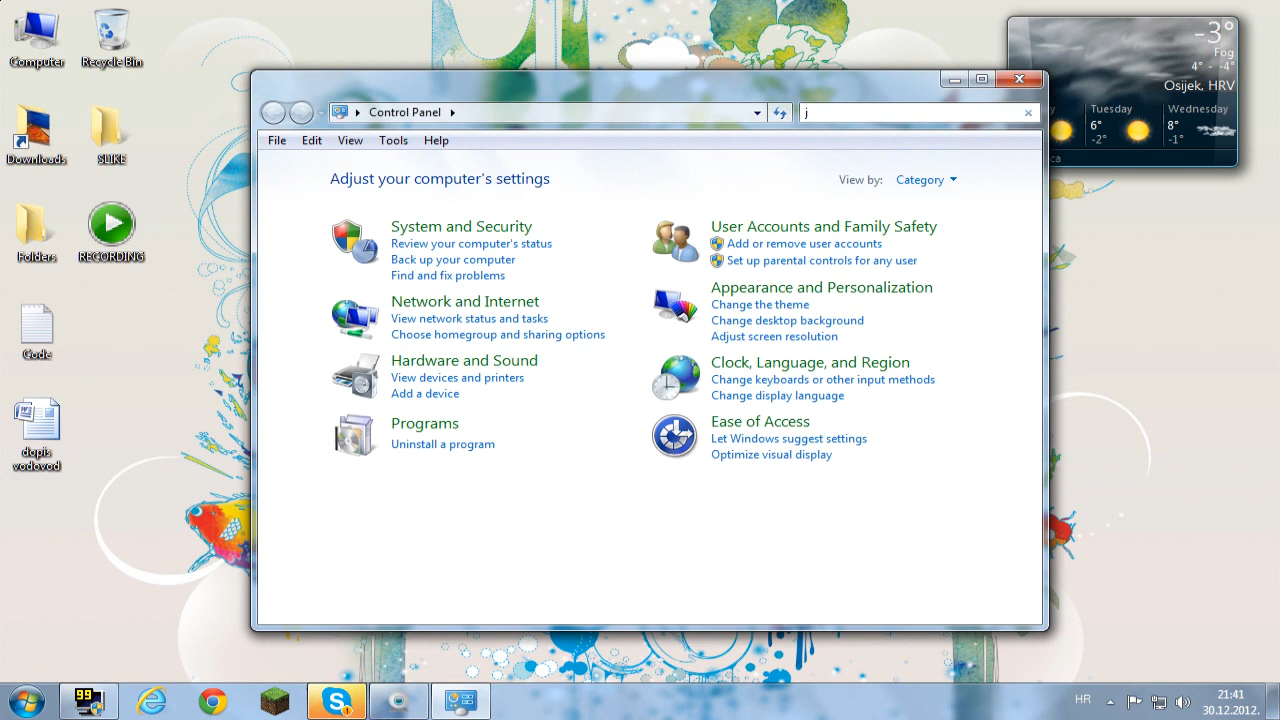 Computer
Recycle Bin
Downloads
SLIKE
Folders
RECORDING
Code
dopis
vodovod
-3°
Fog
4° - -4°
Osijek, HRV
y
Tuesday
6°
-2°
Wednesday
8°
-1°
ca
Control Panel
j
File Edit View Tools Help
Adjust your computer's settings
View by: Category
System and Security
Review your computer's status
Back up your computer
Find and fix problems
Network and Internet
View network status and tasks
Choose homegroup and sharing options
Hardware and Sound
View devices and printers
Add a device
Programs
Uninstall a program
User Accounts and Family Safety
Add or remove user accounts
Set up parental controls for any user
Appearance and Personalization
Change the theme
Change desktop background
Adjust screen resolution
Clock, Language, and Region
Change keyboards or other input methods
Change display language
Ease of Access
Let Windows suggest settings
Optimize visual display
99
1
HR
21:41
30.12.2012.